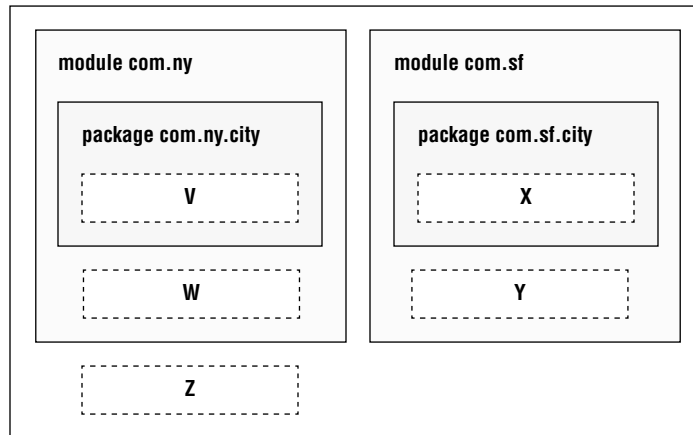 module com.ny
package com.ny.city
V
W
Z
module com.sf
package com.sf.city
X
Y